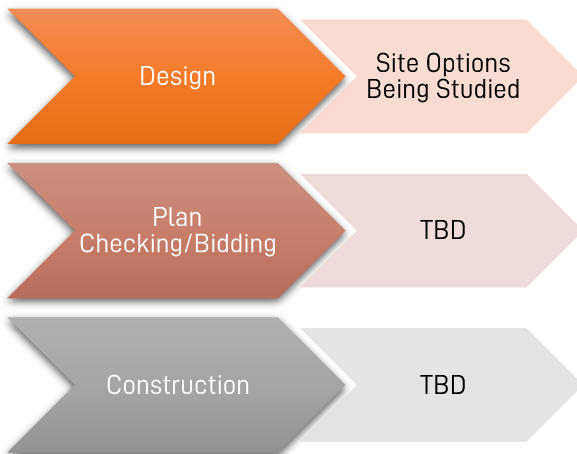 Design
Site Options
Being Studied
Plan
Checking/Bidding
TBD
Construction
TBD